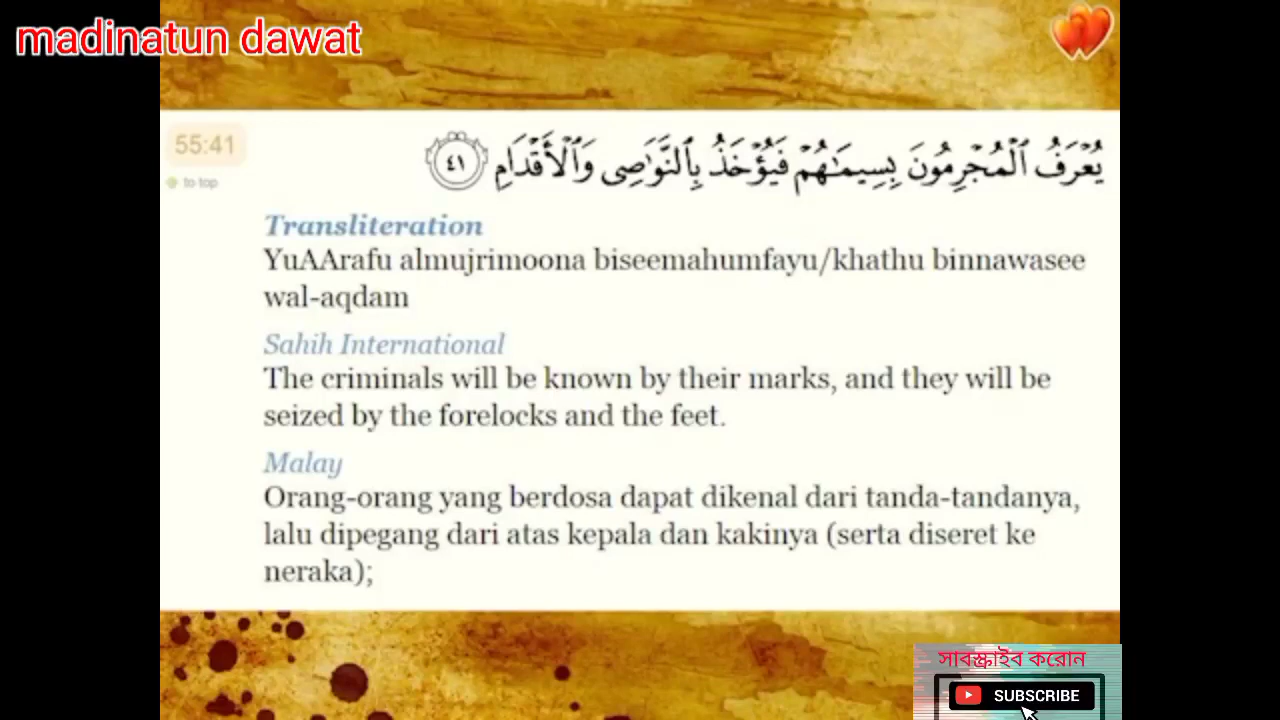 madinatun dawat
55:41
to top
يُعْرَفُ ٱلْمُجْرِمُونَ بِسِيمَـٰهُمْ فَيُؤْخَذُ بِٱلنَّوَٰصِى وَٱلْأَقْدَامِ ٤١
Transliteration
YuAArafu almujrimoona biseemahumfayu/khathu binnawasee
wal-aqdam
Sahih International
The criminals will be known by their marks, and they will be
seized by the forelocks and the feet.
Malay
Orang-orang yang berdosa dapat dikenal dari tanda-tandanya,
lalu dipegang dari atas kepala dan kakinya (serta diseret ke
neraka);
সাবস্ক্রাইব করোন
SUBSCRIBE